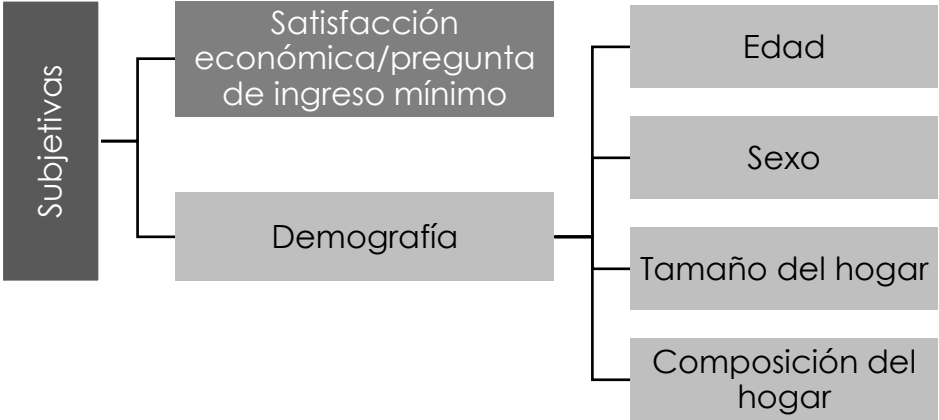 Subjetivas
Satisfacción
económica/pregunta
de ingreso mínimo
Demografía
Edad
Sexo
Tamaño del hogar
Composición del
hogar